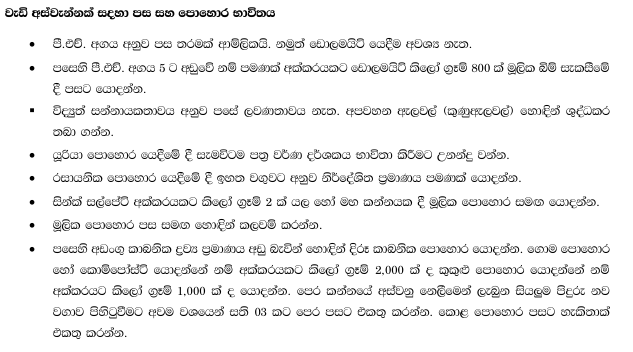 වැඩි අස්වැන්නක් සඳහා පස සහ පොහොර භාවිතය
• පී.එච්. අගය අනුව පස තරමක් ආම්ලිකයි. නමුත් ඩොලමයිට් යෙදීම අවශ්‍ය නැත.
• පසෙහි පී.එච්. අගය 5 ට අඩුවේ නම් පමණක් අක්කරයකට ඩොලමයිට් කිලෝ ග්‍රෑම් 800 ක් මූලික බිම් සැකසීමේ
දී පසට යොදන්න.
▪ විද්‍යුත් සන්නායකතාවය අනුව පසේ ලවණතාවය නැත. අපවහන ඇලවල් (කුණුඇලවල්) හොඳින් ශුද්ධකර
තබා ගන්න.
• යූරියා පොහොර යෙදීමේ දී සැමවිටම පත්‍ර වර්ණ දර්ශකය භාවිතා කිරීමට උනන්දු වන්න.
• රසායනික පොහොර යෙදීමේ දී ඉහත වගුවට අනුව නිර්දේශිත ප්‍රමාණය පමණක් යොදන්න.
• සින්ක් සල්පේට් අක්කරයකට කිලෝ ග්‍රෑම් 2 ක් යල හෝ මහ කන්නයක දී මූලික පොහොර සමඟ යොදන්න.
• මූලික පොහොර පස සමඟ හොඳින් කලවම් කරන්න.
• පසෙහි අඩංගු කාබනික ද්‍රව්‍ය ප්‍රමාණය අඩු බැවින් හොඳින් දිරූ කාබනික පොහොර යොදන්න. ගොම පොහොර
හෝ කොම්පෝස්ට් යොදන්නේ නම් අක්කරයකට කිලෝ ග්‍රෑම් 2,000 ක් ද කුකුළු පොහොර යොදන්නේ නම්
අක්කරයට කිලෝ ග්‍රෑම් 1,000 ක් ද යොදන්න. පෙර කන්නයේ අස්වනු නෙලීමෙන් ලැබුන සියලුම පිදුරු නව
වගාව පිහිටුවීමට අවම වශයෙන් සති 03 කට පෙර පසට එකතු කරන්න. කොළ පොහොර පසට හැකිතාක්
එකතු කරන්න.